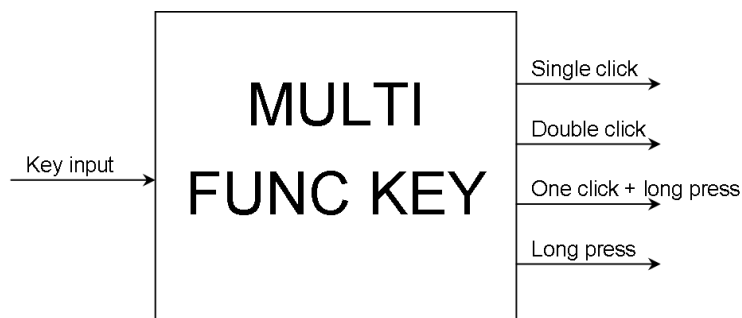 Key input
MULTI
FUNC KEY
Single click
Double click
One click + long press
Long press